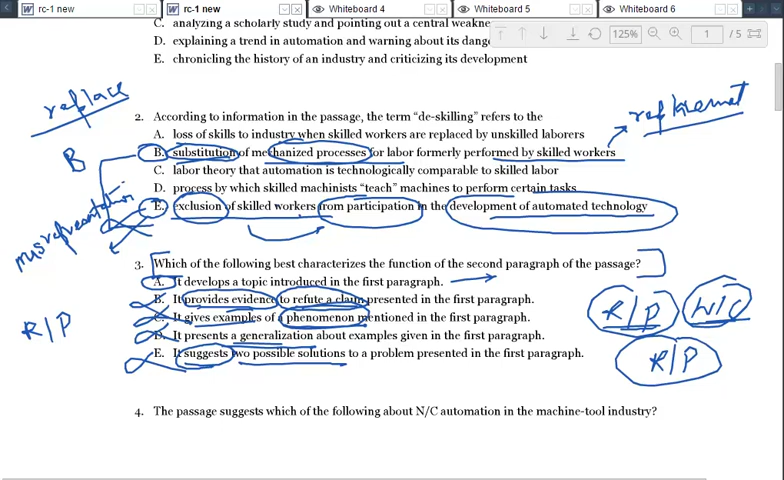 rc-1 new rc-1 new Whiteboard 4 Whiteboard 5 Whiteboard 6
C. analyzing a scholarly study and pointing out a central weakne
D. explaining a trend in automation and warning about its dange
125% 1 / 5
E. chronicling the history of an industry and criticizing its development
replace
replacement
2. According to information in the passage, the term “de-skilling” refers to the
A. loss of skills to industry when skilled workers are replaced by unskilled laborers
B
B. substitution of mechanized processes for labor formerly performed by skilled workers
C. labor theory that automation is technologically comparable to skilled labor
D. process by which skilled machinists “teach” machines to perform certain tasks
E. exclusion of skilled workers from participation in the development of automated technology
misrepresentation
3. Which of the following best characterizes the function of the second paragraph of the passage?
A. It develops a topic introduced in the first paragraph.
B. It provides evidence to refute a claim presented in the first paragraph.
C. It gives examples of a phenomenon mentioned in the first paragraph.
R/P W/C
R/P
D. It presents a generalization about examples given in the first paragraph.
E. It suggests two possible solutions to a problem presented in the first paragraph.
R/P
4. The passage suggests which of the following about N/C automation in the machine-tool industry?